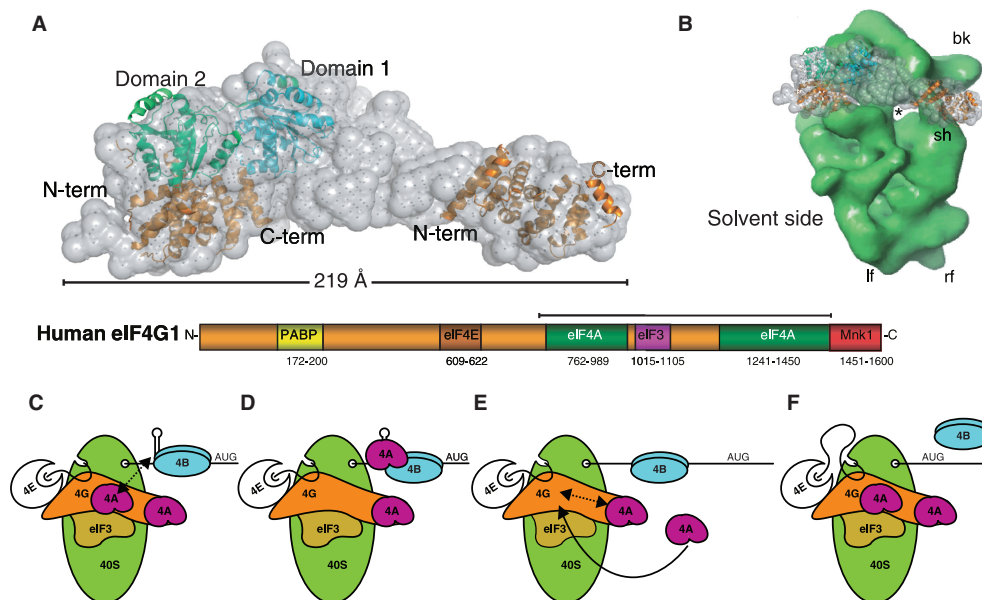 A
Domain 2
Domain 1
N-term
C-term
N-term
C-term
219 Å
B
bk
*
sh
Solvent side
lf
rf
Human eIF4G1
N-
PABP
eIF4E
eIF4A
eIF3
eIF4A
Mnk1
-C
172-200
609-622
762-989
1015-1105
1241-1450
1451-1600
C
4E
G
4G
4A
4A
eIF3
40S
4B
AUG
D
4E
G
4G
4A
4A
eIF3
40S
4B
AUG
E
4E
G
4G
4A
4A
eIF3
40S
4B
AUG
F
4E
G
4G
4A
4A
eIF3
40S
4B
AUG